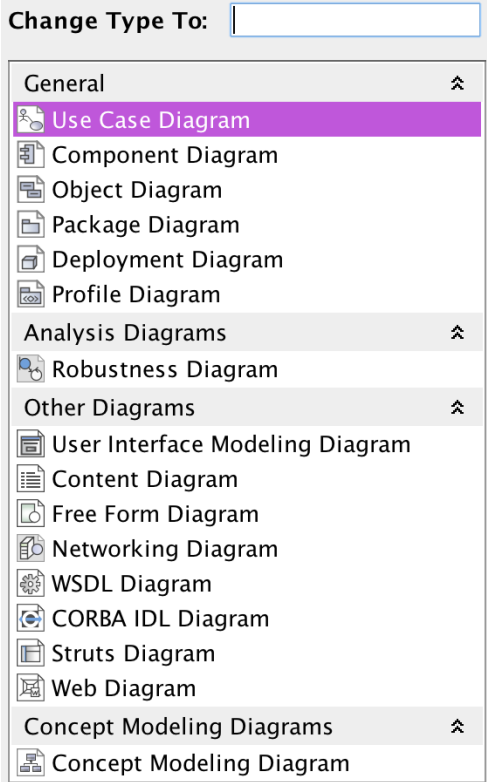 Change Type To:
General
Use Case Diagram
Component Diagram
Object Diagram
Package Diagram
Deployment Diagram
Profile Diagram
Analysis Diagrams
Robustness Diagram
Other Diagrams
User Interface Modeling Diagram
Content Diagram
Free Form Diagram
Networking Diagram
WSDL Diagram
CORBA IDL Diagram
Struts Diagram
Web Diagram
Concept Modeling Diagrams
Concept Modeling Diagram